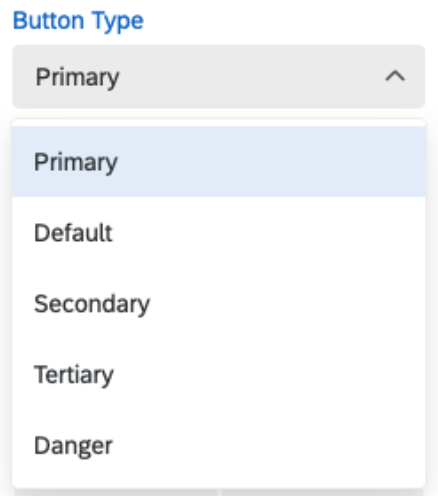 Button Type
Primary
Primary
Default
Secondary
Tertiary
Danger